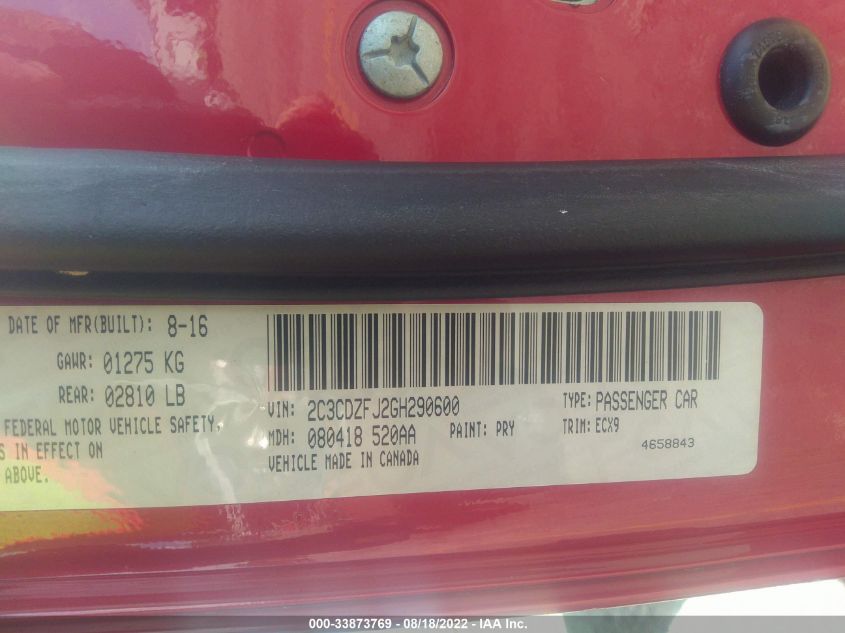 DATE OF MFR(BUILT): 8-16
GAWR: 01275 KG
REAR: 02810 LB
FEDERAL MOTOR VEHICLE SAFETY,
S IN EFFECT ON
ABOVE.
VIN: 2C3CDZFJ2GH290600
TYPE: PASSENGER CAR
MDH: 080418 520AA
PAINT: PRY
TRIM: ECX9
VEHICLE MADE IN CANADA
4658843
000-33873769 - 08/18/2022 - IAA Inc.